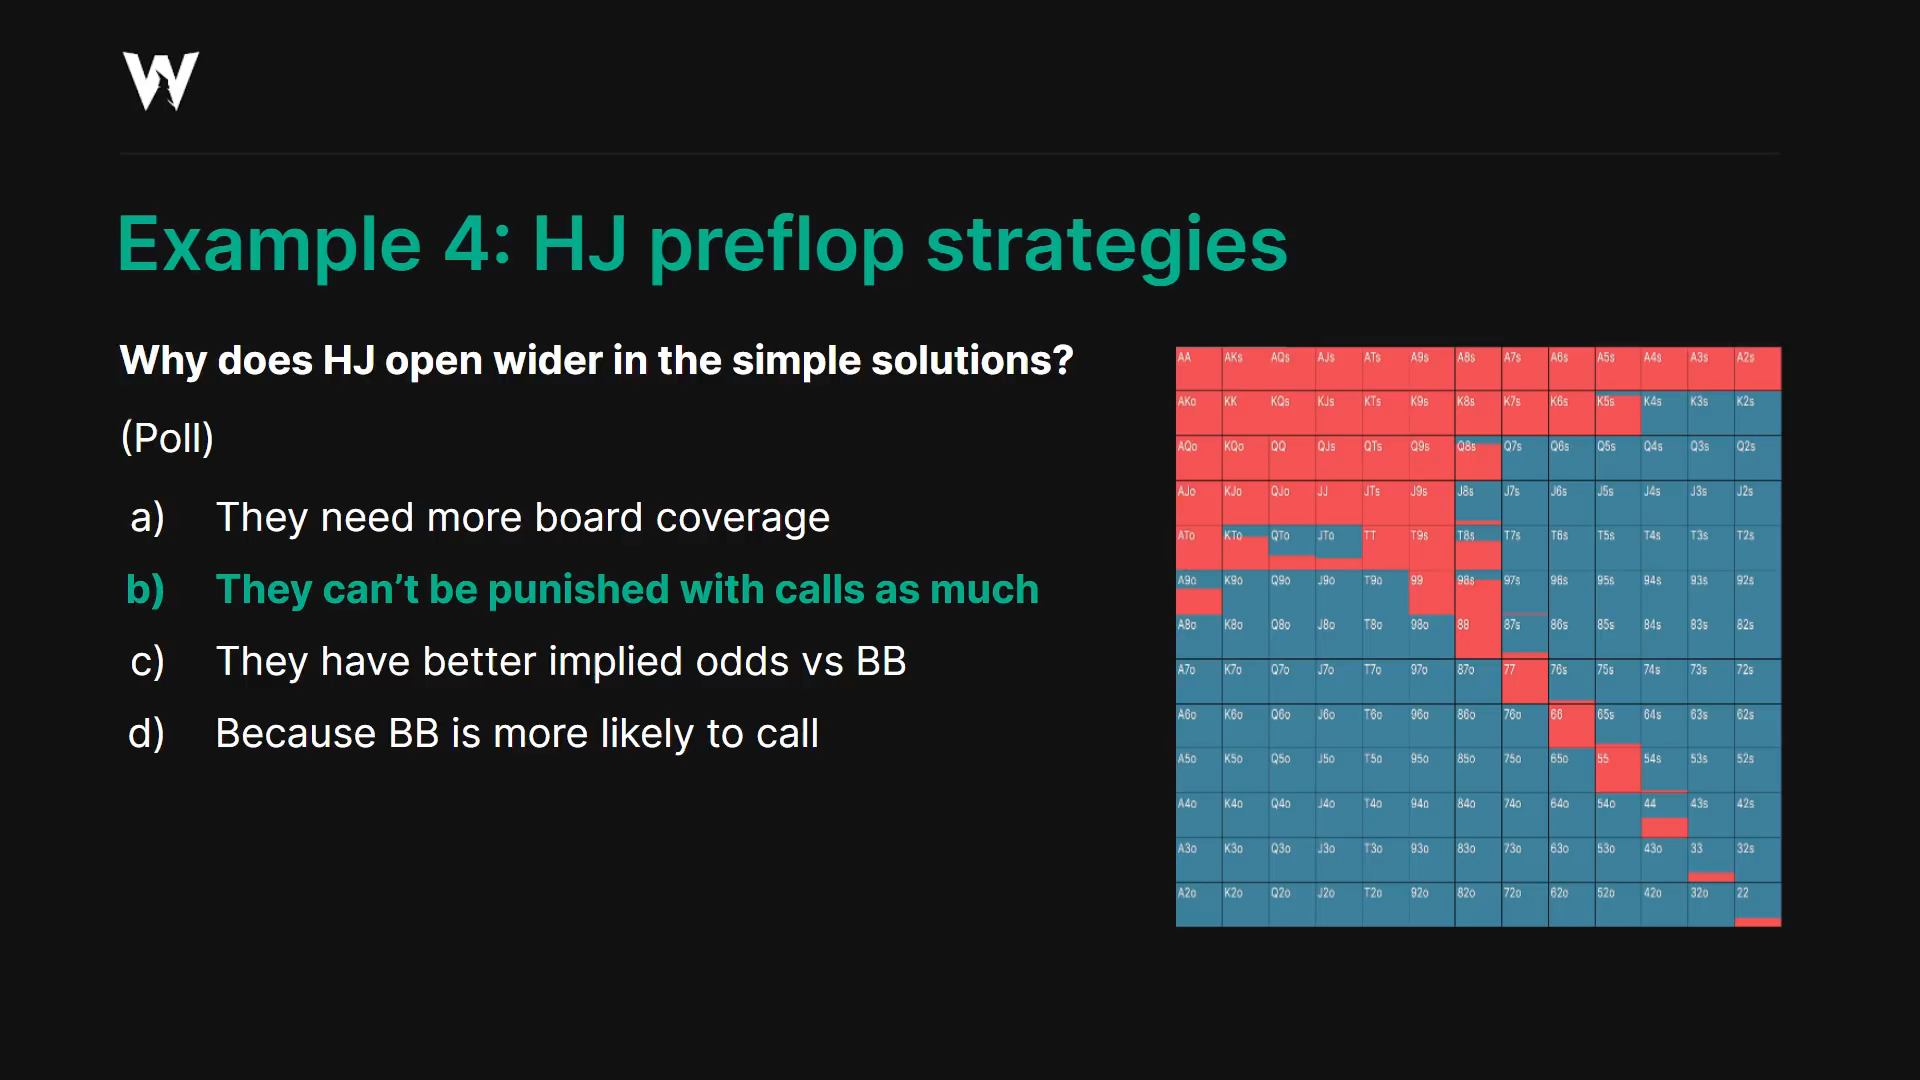 W
Example 4: HJ preflop strategies
Why does HJ open wider in the simple solutions?
(Poll)
a) They need more board coverage
b) They can’t be punished with calls as much
c) They have better implied odds vs BB
d) Because BB is more likely to call
AA AKs AQs AJs ATs A9s A8s A7s A6s A5s A4s A3s A2s
AKo KK KQs KJs KTs K9s K8s K7s K6s K5s K4s K3s K2s
AQo KQo QQ QJs QTs Q9s Q8s Q7s Q6s Q5s Q4s Q3s Q2s
AJo KJo QJo JJ JTs J9s J8s J7s J6s J5s J4s J3s J2s
ATo KTo QTo JTo TT T9s T8s T7s T6s T5s T4s T3s T2s
A9o K9o Q9o J9o T9o 99 98s 97s 96s 95s 94s 93s 92s
A8o K8o Q8o J8o T8o 98o 88 87s 86s 85s 84s 83s 82s
A7o K7o Q7o J7o T7o 97o 87o 77 76s 75s 74s 73s 72s
A6o K6o Q6o J6o T6o 96o 86o 76o 66 65s 64s 63s 62s
A5o K5o Q5o J5o T5o 95o 85o 75o 65o 55 54s 53s 52s
A4o K4o Q4o J4o T4o 94o 84o 74o 64o 54o 44 43s 42s
A3o K3o Q3o J3o T3o 93o 83o 73o 63o 53o 43o 33 32s
A2o K2o Q2o J2o T2o 92o 82o 72o 62o 52o 42o 32o 22